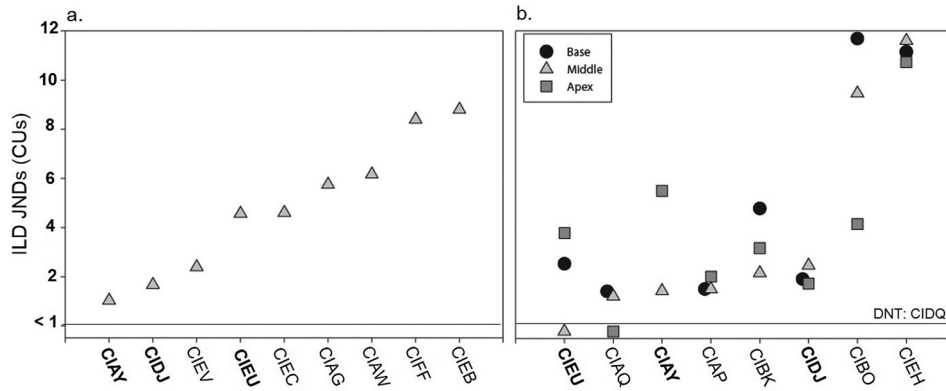 a.
ILD JNDs (CUs)
12
10
8
6
4
2
< 1
CIAY
CIDJ
CIEV
CIEU
CIEC
CIAG
CIAW
CIFF
CIEB
b.
Base
Middle
Apex
DNT: CIDQ
CIEU
CIAQ
CIAY
CIAP
CIBK
CIDJ
CIBO
CIEH